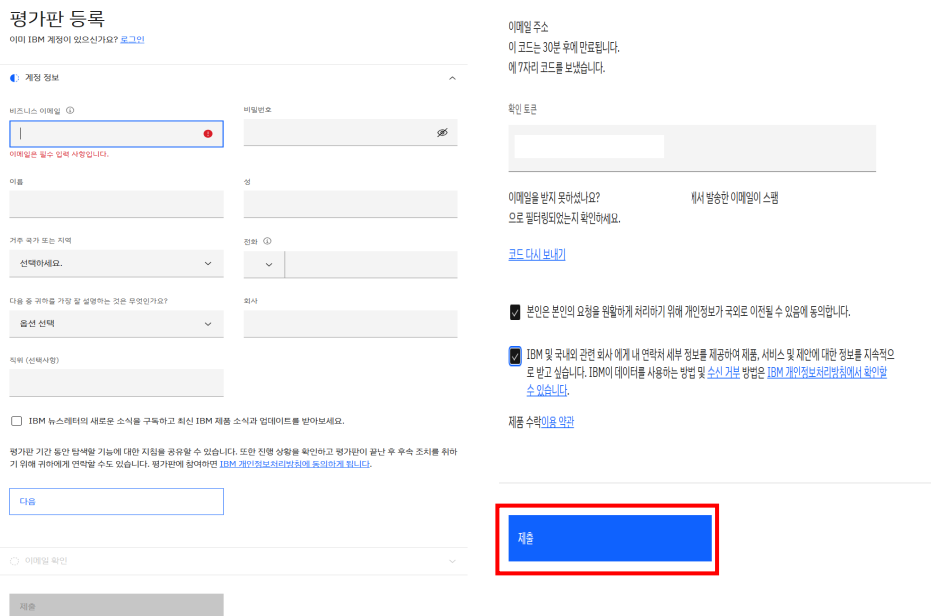 평가판 등록
이미 IBM 계정이 있으신가요? 로그인
계정 정보
비즈니스 이메일
비밀번호
이메일은 필수 입력 사항입니다.
이름
성
거주 국가 또는 지역
전화
선택하세요.
다음 중 귀하를 가장 잘 설명하는 것은 무엇인가요?
회사
옵션 선택
직위 (선택사항)
IBM 뉴스레터의 새로운 소식을 구독하고 최신 IBM 제품 소식과 업데이트를 받아보세요.
평가판 기간 동안 탐색할 기능에 대한 지침을 공유할 수 있습니다. 또한 진행 상황을 확인하고 평가판이 끝난 후 후속 조치를 취하
기 위해 귀하에게 연락할 수도 있습니다. 평가판에 참여하면 IBM 개인정보처리방침에 동의하게 됩니다.
다음
이메일 확인
제출
이메일 주소
이 코드는 30분 후에 만료됩니다.
에 7자리 코드를 보냈습니다.
확인 토큰
이메일을 받지 못하셨나요? 에서 발송한 이메일이 스팸
으로 필터링되었는지 확인하세요.
코드 다시 보내기
본인은 본인의 요청을 원활하게 처리하기 위해 개인정보가 국외로 이전될 수 있음에 동의합니다.
IBM 및 국내외 관련 회사 에게 내 연락처 세부 정보를 제공하여 제품, 서비스 및 제안에 대한 정보를 지속적으
로 받고 싶습니다. IBM이 데이터를 사용하는 방법 및 수신 거부 방법은 IBM 개인정보처리방침에서 확인할
수 있습니다.
제품 수락이용 약관
제출